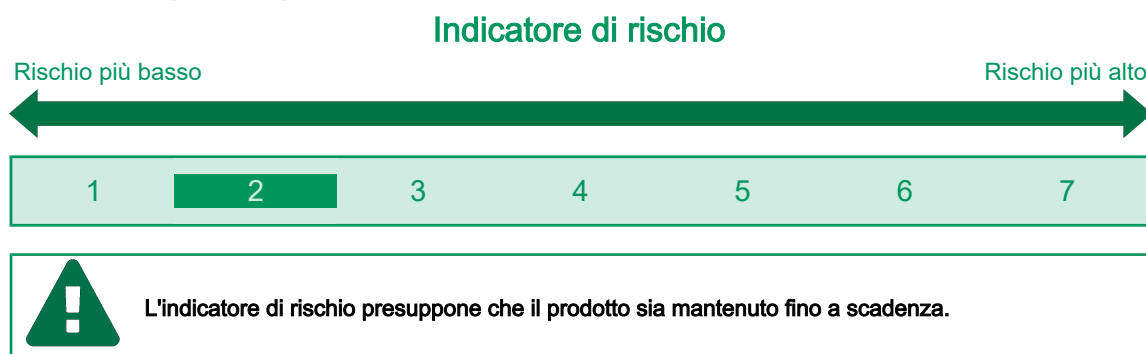 Indicatore di rischio
Rischio più basso Rischio più alto
1 2 3 4 5 6 7
L'indicatore di rischio presuppone che il prodotto sia mantenuto fino a scadenza.